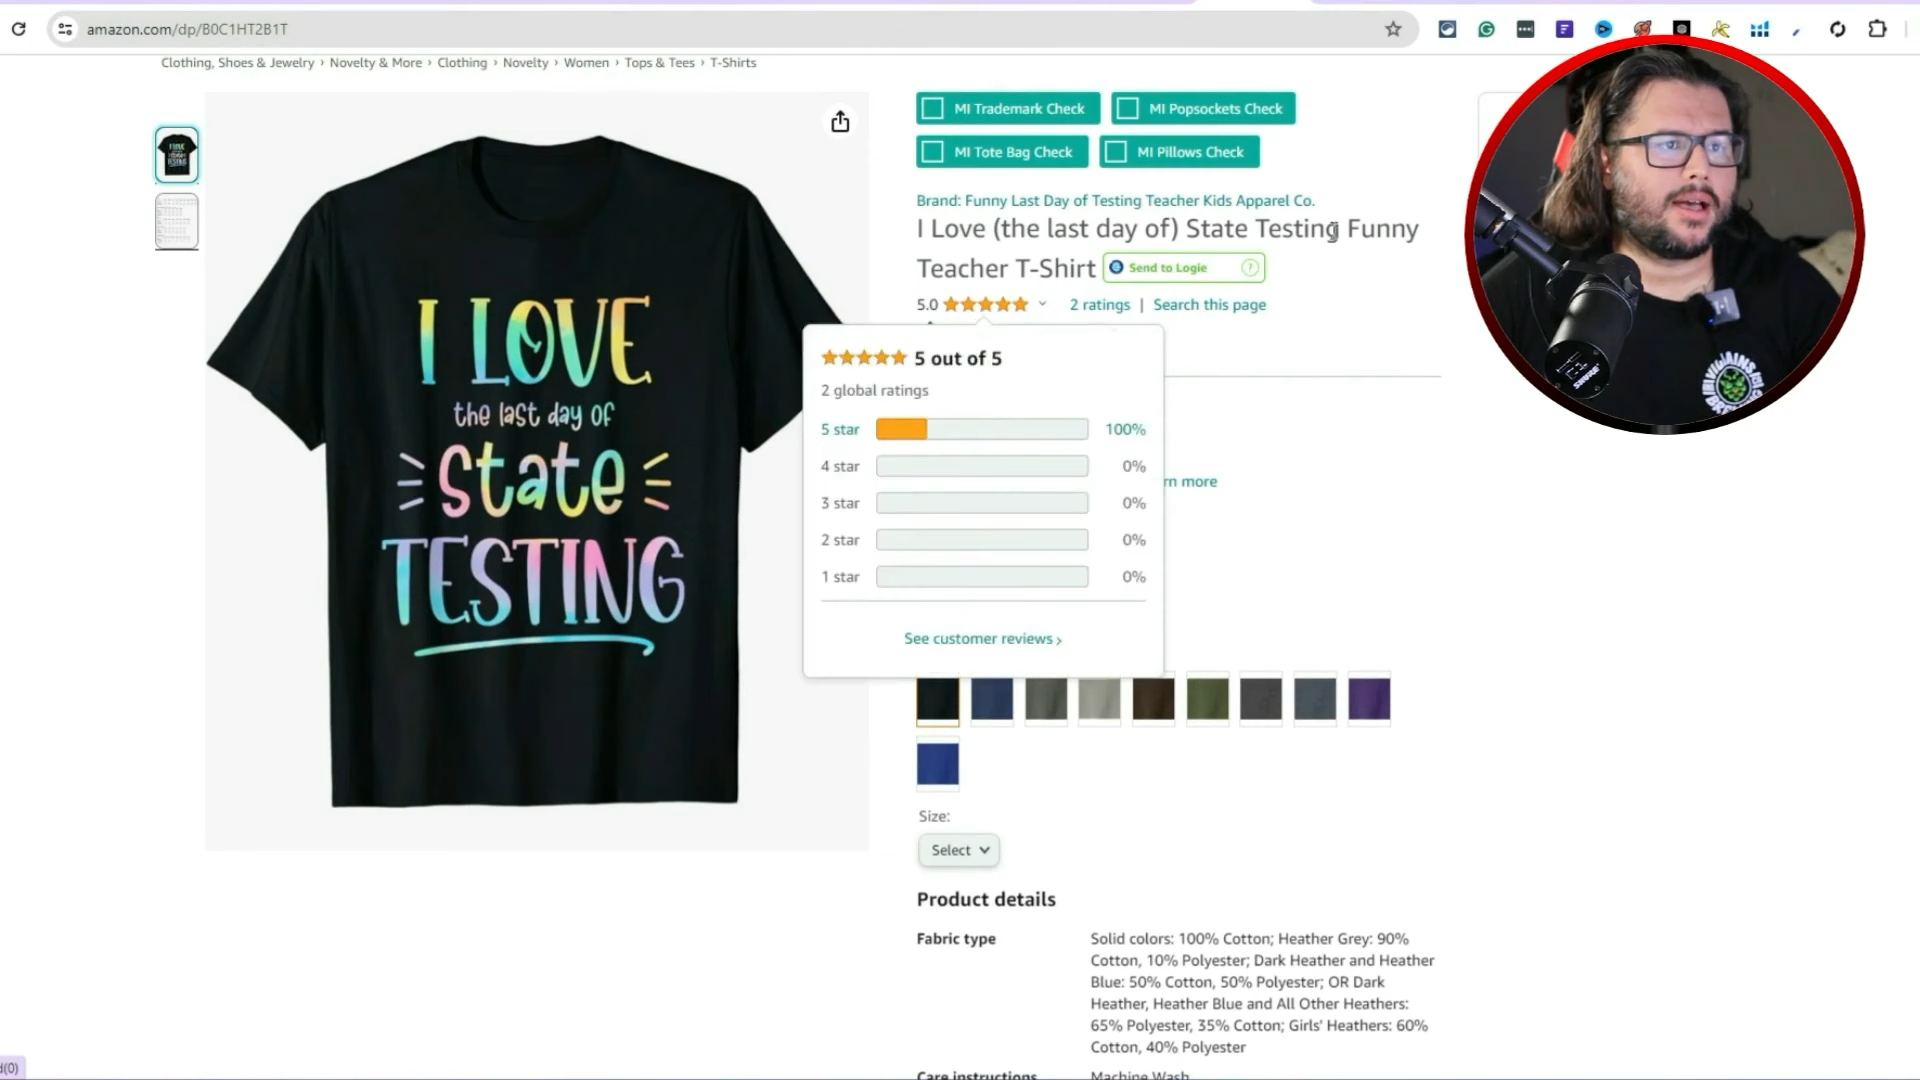 amazon.com/dp/B0C1HT2B1T
Clothing, Shoes & Jewelry › Novelty & More › Clothing › Novelty › Women › Tops & Tees › T-Shirts
MI Trademark Check
MI Popsockets Check
MI Tote Bag Check
MI Pillows Check
Brand: Funny Last Day of Testing Teacher Kids Apparel Co.
I Love (the last day of) State Testing Funny
Teacher T-Shirt
Send to Logie
?
5.0
2 ratings | Search this page
5 out of 5
2 global ratings
5 star 100%
4 star 0%
3 star 0%
2 star 0%
1 star 0%
See customer reviews ›
rn more
I LOVE
the last day of
state
TESTING
Size:
Select
Product details
Fabric type
Solid colors: 100% Cotton; Heather Grey: 90%
Cotton, 10% Polyester; Dark Heather and Heather
Blue: 50% Cotton, 50% Polyester; OR Dark
Heather, Heather Blue and All Other Heathers:
65% Polyester, 35% Cotton; Girls' Heathers: 60%
Cotton, 40% Polyester
Care instructions
Machine Wash
SHURE
d(0)